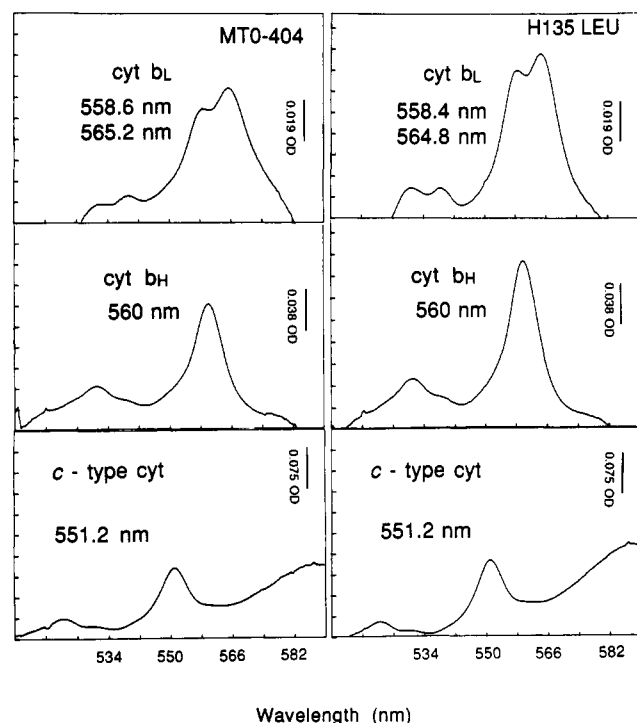 MT0-404
cyt bL
558.6 nm
565.2 nm
0.019 OD
H135 LEU
cyt bL
558.4 nm
564.8 nm
0.019 OD
cyt bH
560 nm
0.038 OD
cyt bH
560 nm
0.038 OD
c - type cyt
551.2 nm
0.075 OD
c - type cyt
551.2 nm
0.075 OD
534 550 566 582
534 550 566 582
Wavelength (nm)